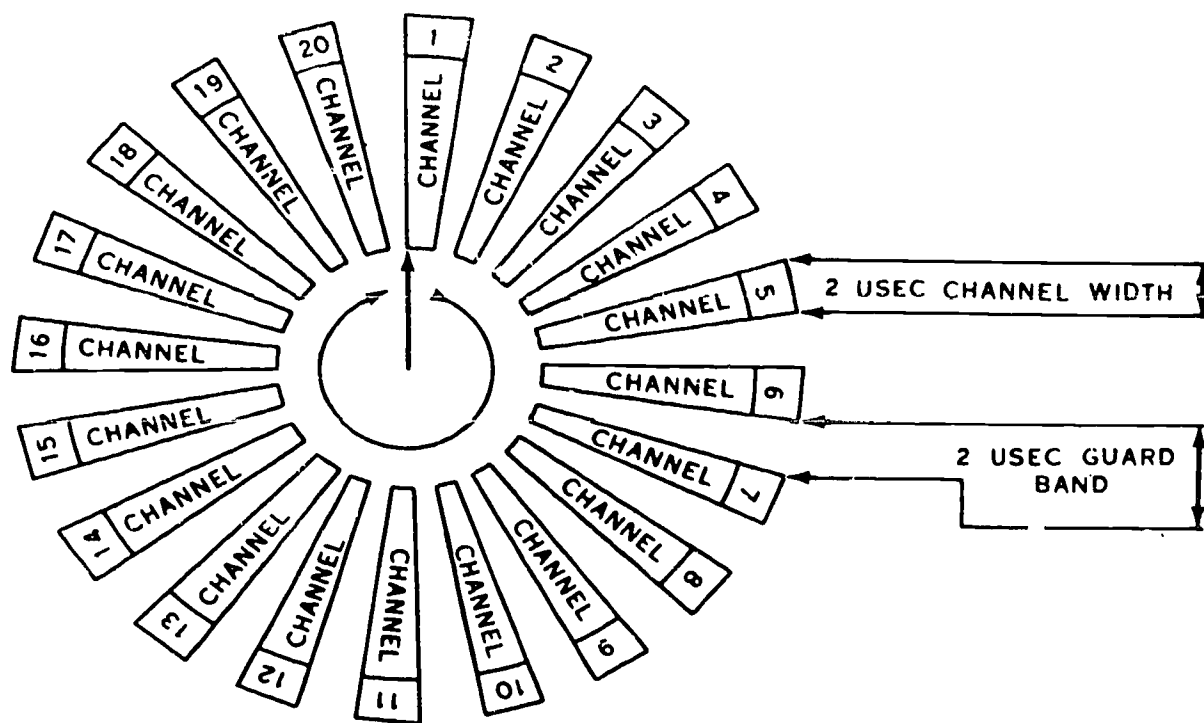 1 CHANNEL
2 CHANNEL
3 CHANNEL
4 CHANNEL
5 CHANNEL
6 CHANNEL
7 CHANNEL
8 CHANNEL
9 CHANNEL
10 CHANNEL
11 CHANNEL
12 CHANNEL
13 CHANNEL
14 CHANNEL
15 CHANNEL
16 CHANNEL
17 CHANNEL
18 CHANNEL
19 CHANNEL
20 CHANNEL
2 USEC CHANNEL WIDTH
2 USEC GUARD
BAND